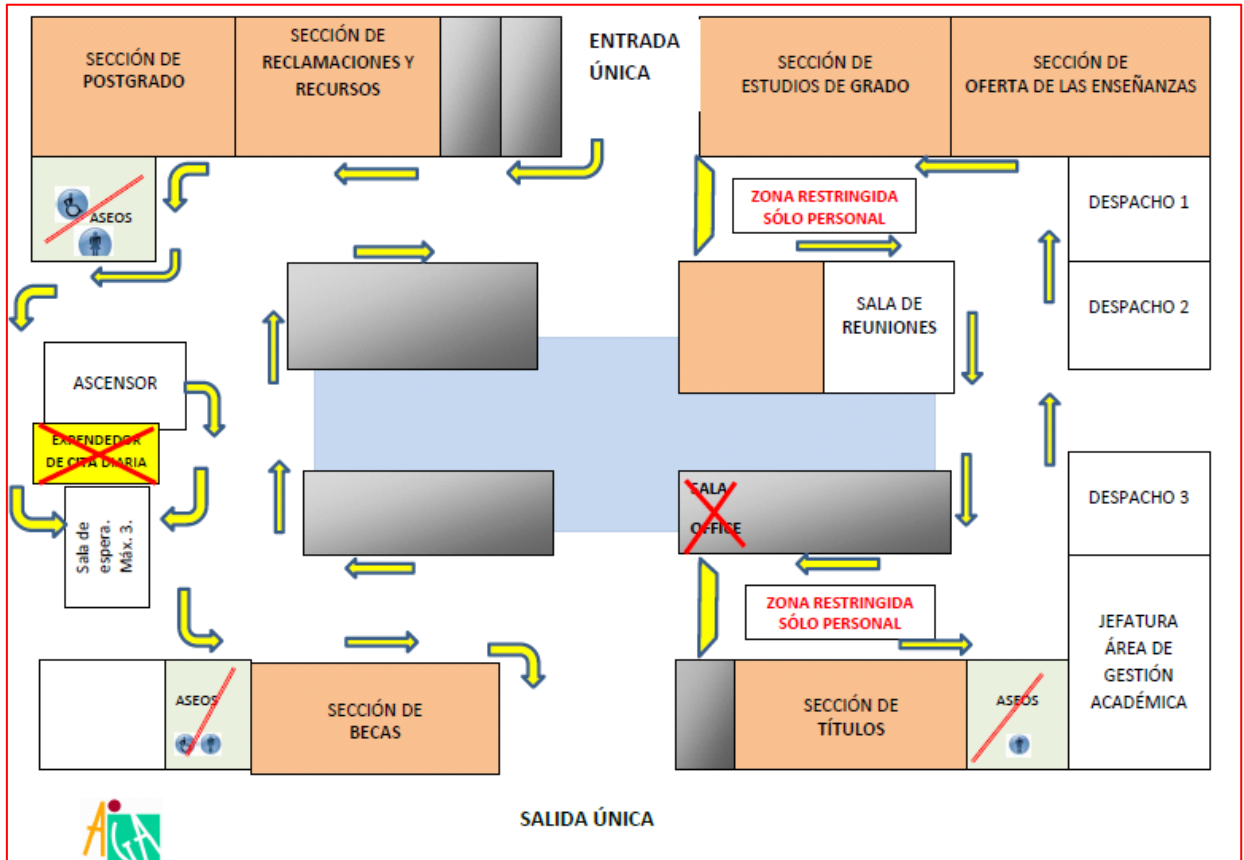 SECCIÓN DE
POSTGRADO
SECCIÓN DE
RECLAMACIONES Y
RECURSOS
ENTRADA
ÚNICA
SECCIÓN DE
ESTUDIOS DE GRADO
SECCIÓN DE
OFERTA DE LAS ENSEÑANZAS
ASEOS
ZONA RESTRINGIDA
SÓLO PERSONAL
DESPACHO 1
SALA DE
REUNIONES
DESPACHO 2
ASCENSOR
EXPENDEDOR
DE CITA DIARIA
Sala de
espera.
Máx. 3.
SALA
OFFICE
DESPACHO 3
ZONA RESTRINGIDA
SÓLO PERSONAL
JEFATURA
ÁREA DE
GESTIÓN
ACADÉMICA
ASEOS
SECCIÓN DE
BECAS
SECCIÓN DE
TÍTULOS
ASEOS
SALIDA ÚNICA
AIGA